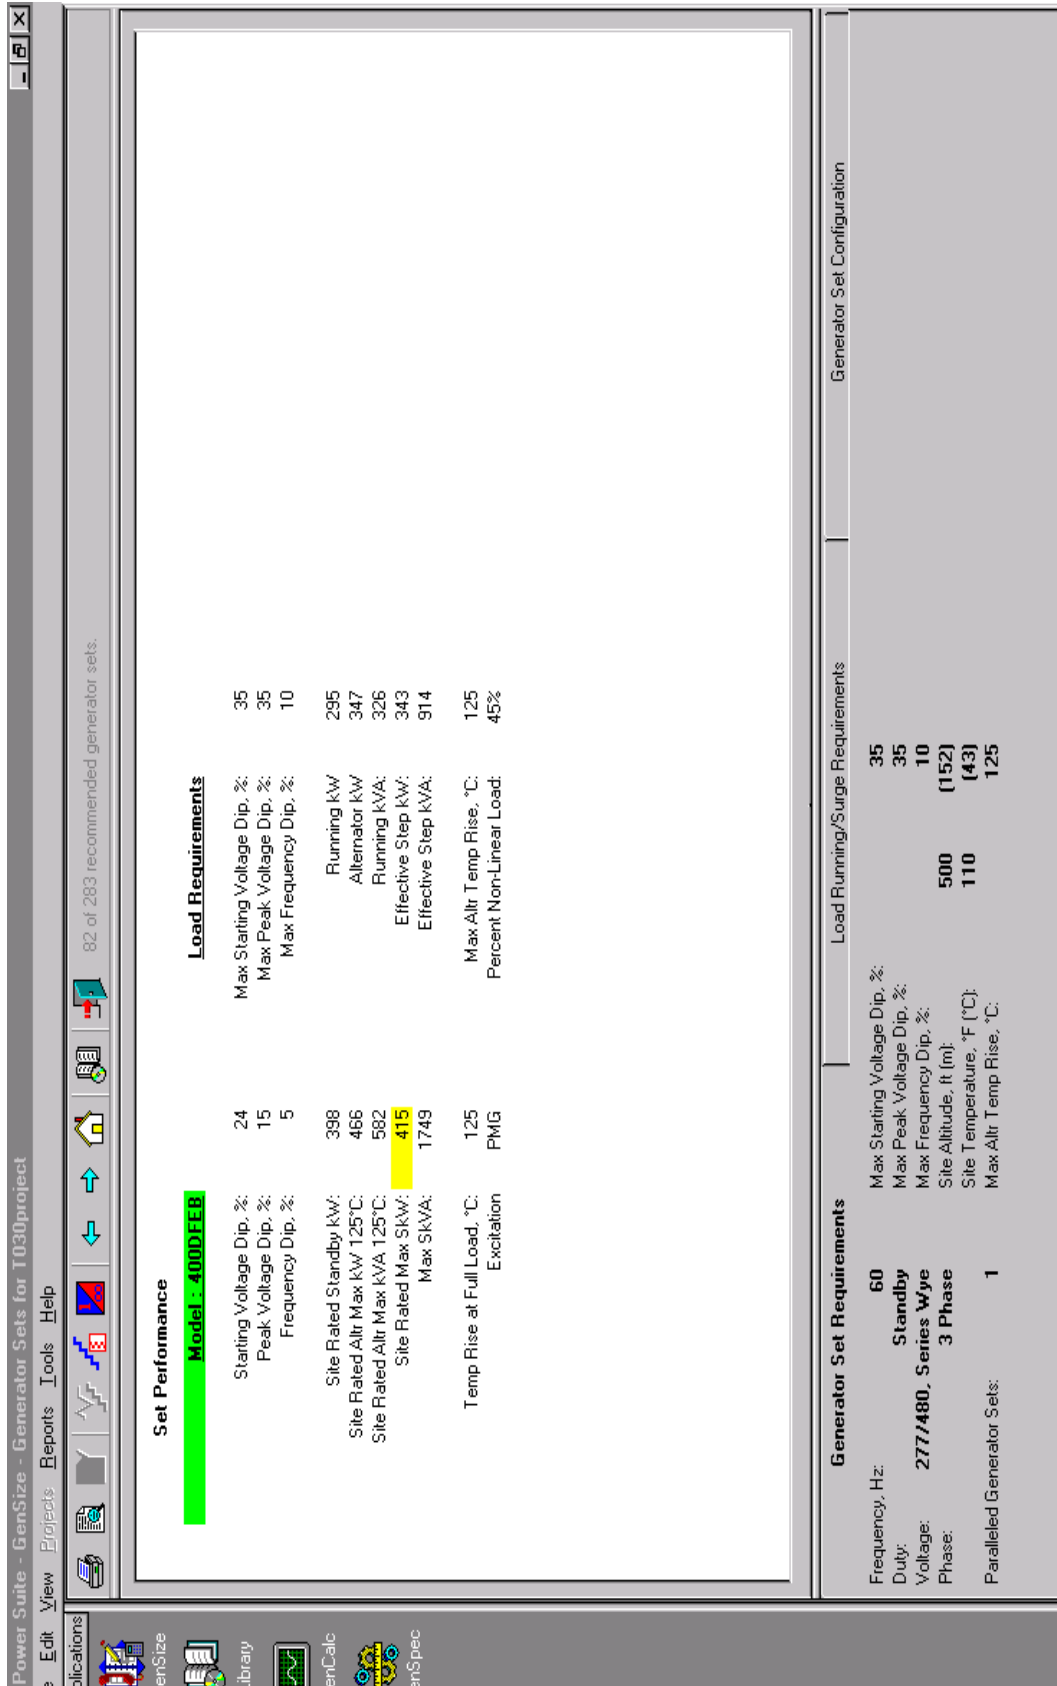 Power Suite - GenSize - Generator Sets for T030project
e Edit View Projects Reports Tools Help
plications
82 of 283 recommended generator sets.
enSize
ibrary
enCalc
enSpec
Set Performance
Load Requirements
Model : 400DFEB
Starting Voltage Dip, %: 24 Max Starting Voltage Dip, %: 35
Peak Voltage Dip, %: 15 Max Peak Voltage Dip, %: 35
Frequency Dip, %: 5 Max Frequency Dip, %: 10
Site Rated Standby kW: 398 Running kW 295
Site Rated Altr Max kW 125°C: 466 Alternator kW 347
Site Rated Altr Max kVA 125°C: 582 Running kVA: 326
Site Rated Max SkW: 415 Effective Step kW: 343
Max SkVA: 1749 Effective Step kVA: 914
Temp Rise at Full Load, °C: 125 Max Altr Temp Rise, °C: 125
Excitation PMG Percent Non-Linear Load: 45%
Generator Set Requirements Load Running/Surge Requirements Generator Set Configuration
Frequency, Hz: 60 Max Starting Voltage Dip, %: 35
Duty: Standby Max Peak Voltage Dip, %: 35
Voltage: 277/480, Series Wye Max Frequency Dip, %: 10
Phase: 3 Phase Site Altitude, ft (m): 500 (152)
Site Temperature, °F (°C): 110 (43)
Paralleled Generator Sets: 1 Max Altr Temp Rise, °C: 125